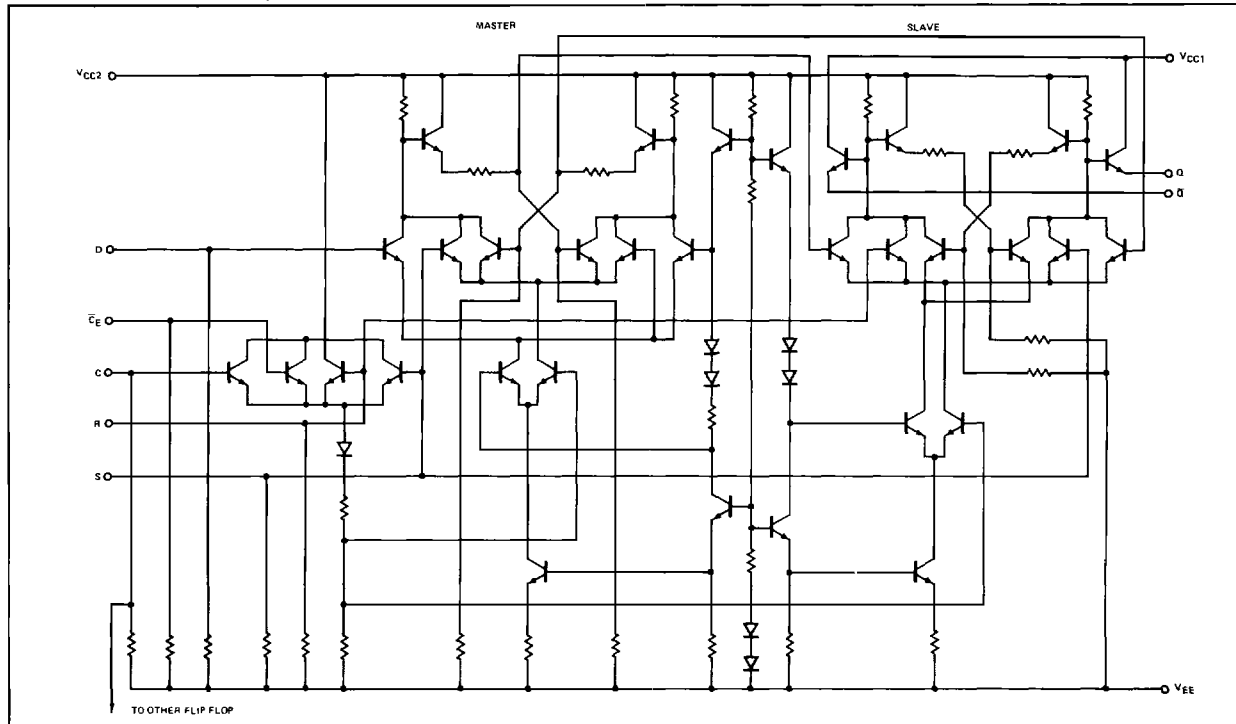 MASTER
SLAVE
VCC2
VCC1
Q
Q̅
D
C̅E
C
R
S
VEE
TO OTHER FLIP FLOP